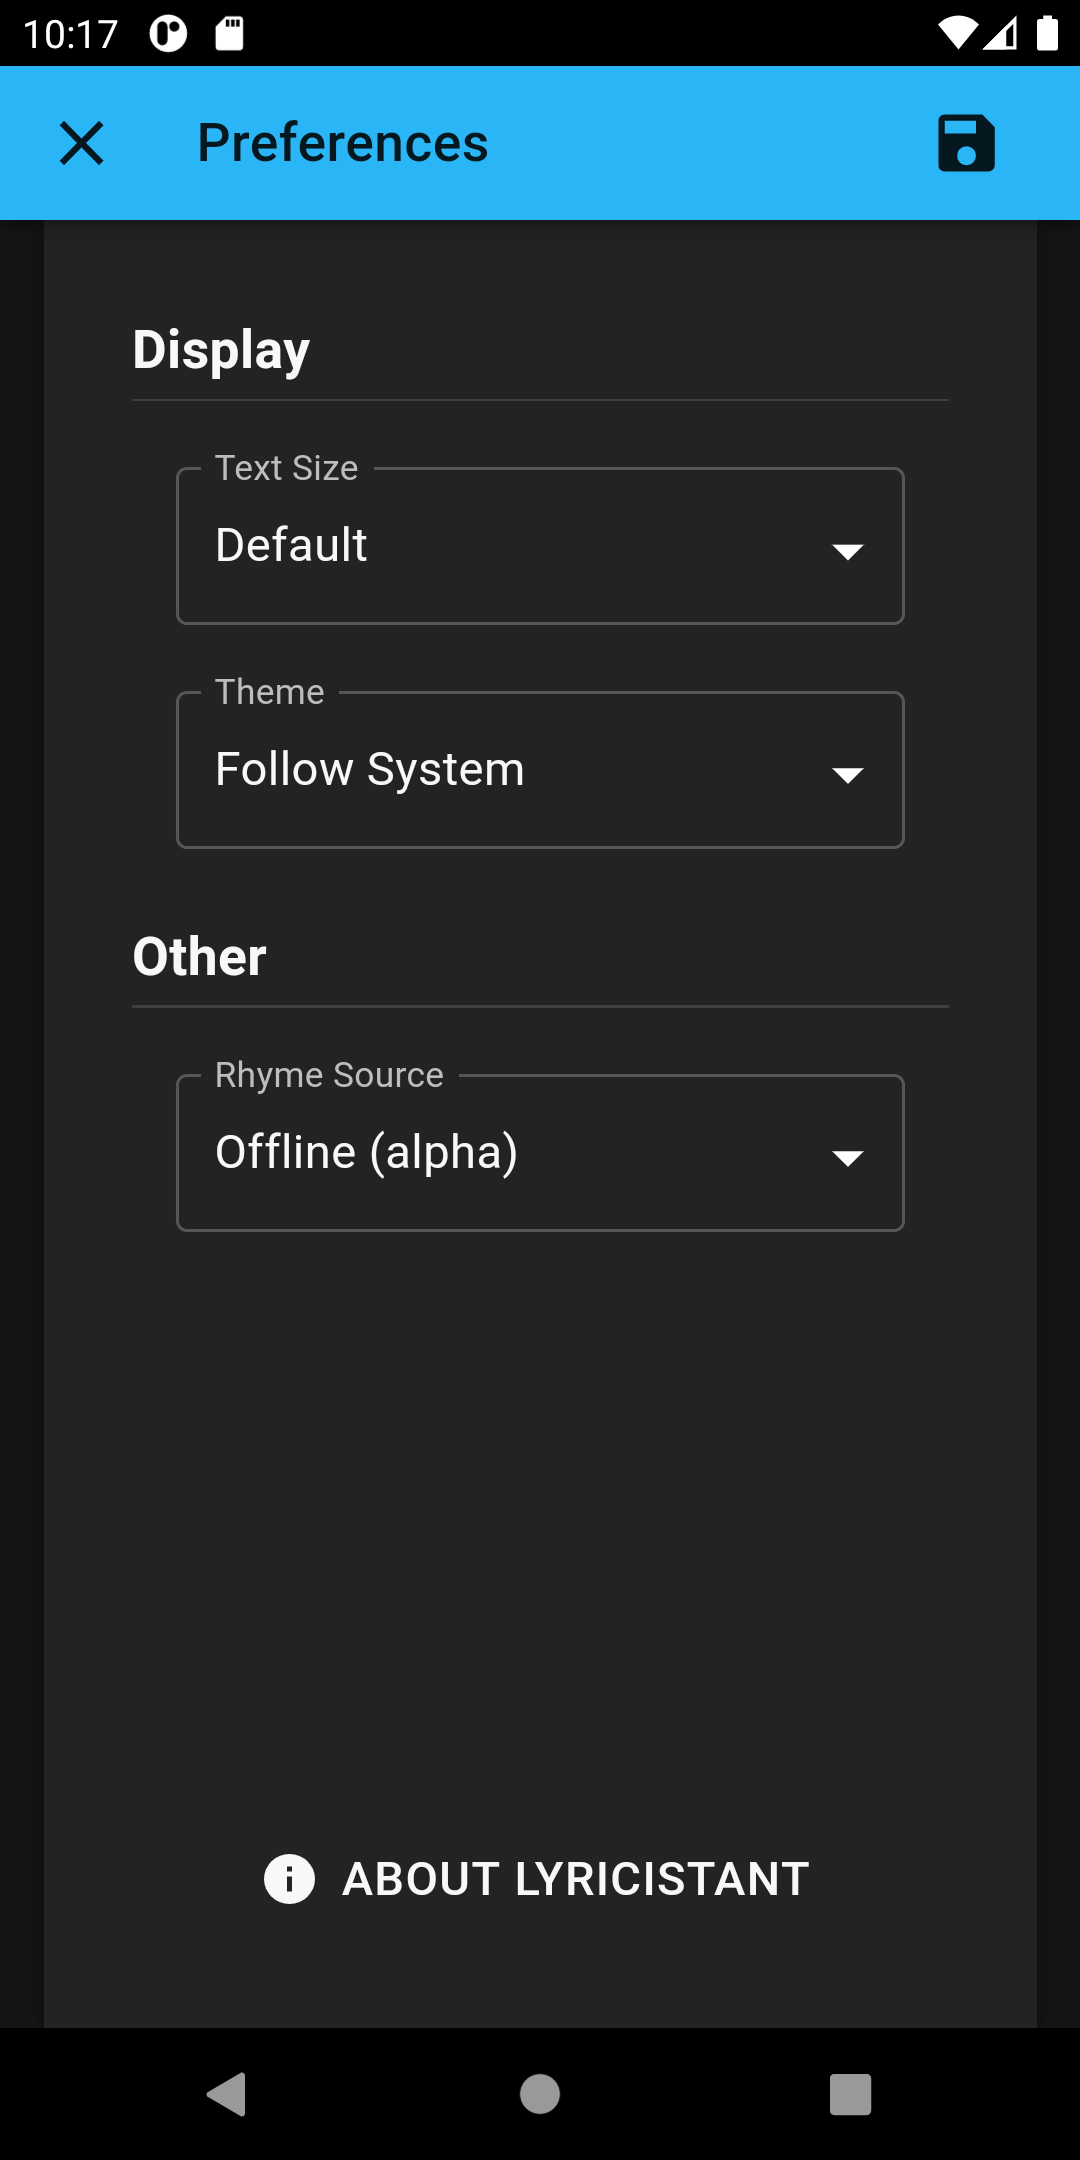 10:17
Preferences
Display
Text Size
Default
Theme
Follow System
Other
Rhyme Source
Offline (alpha)
ABOUT LYRICISTANT